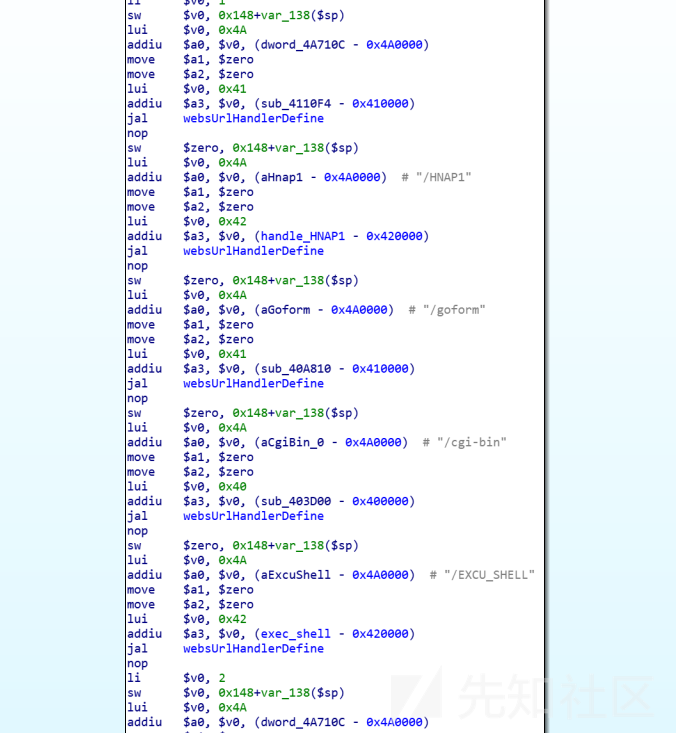 li $v0, 1
sw $v0, 0x148+var_138($sp)
lui $v0, 0x4A
addiu $a0, $v0, (dword_4A710C - 0x4A0000)
move $a1, $zero
move $a2, $zero
lui $v0, 0x41
addiu $a3, $v0, (sub_4110F4 - 0x410000)
jal websUrlHandlerDefine
nop
sw $zero, 0x148+var_138($sp)
lui $v0, 0x4A
addiu $a0, $v0, (aHnap1 - 0x4A0000) # "/HNAP1"
move $a1, $zero
move $a2, $zero
lui $v0, 0x42
addiu $a3, $v0, (handle_HNAP1 - 0x420000)
jal websUrlHandlerDefine
nop
sw $zero, 0x148+var_138($sp)
lui $v0, 0x4A
addiu $a0, $v0, (aGoform - 0x4A0000) # "/goform"
move $a1, $zero
move $a2, $zero
lui $v0, 0x41
addiu $a3, $v0, (sub_40A810 - 0x410000)
jal websUrlHandlerDefine
nop
sw $zero, 0x148+var_138($sp)
lui $v0, 0x4A
addiu $a0, $v0, (aCgiBin_0 - 0x4A0000) # "/cgi-bin"
move $a1, $zero
move $a2, $zero
lui $v0, 0x40
addiu $a3, $v0, (sub_403D00 - 0x400000)
jal websUrlHandlerDefine
nop
sw $zero, 0x148+var_138($sp)
lui $v0, 0x4A
addiu $a0, $v0, (aExcuShell - 0x4A0000) # "/EXCU_SHELL"
move $a1, $zero
move $a2, $zero
lui $v0, 0x42
addiu $a3, $v0, (exec_shell - 0x420000)
jal websUrlHandlerDefine
nop
li $v0, 2
sw $v0, 0x148+var_138($sp)
lui $v0, 0x4A
addiu $a0, $v0, (dword_4A710C - 0x4A0000)
先知社区